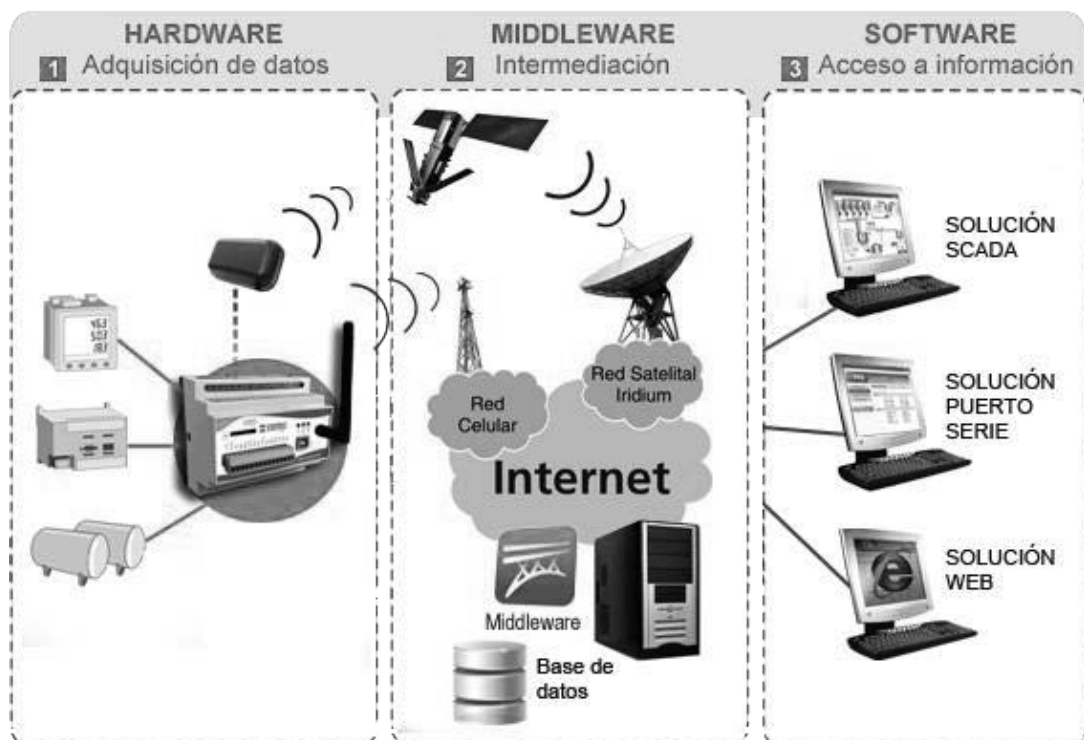 HARDWARE
1 Adquisición de datos
MIDDLEWARE
2 Intermediación
SOFTWARE
3 Acceso a información
SOLUCIÓN
SCADA
Red Satelital
Iridium
Red
Celular
SOLUCIÓN
PUERTO
SERIE
Internet
SOLUCIÓN
WEB
Middleware
Base de
datos